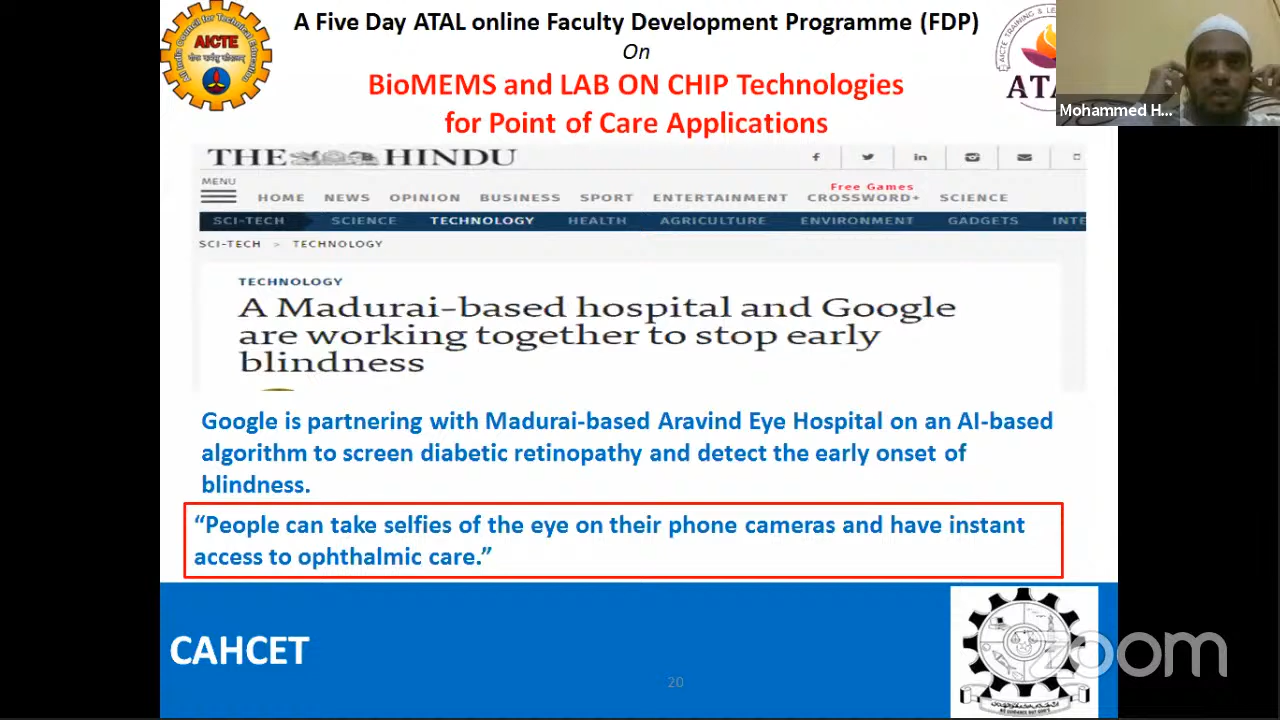 A Five Day ATAL online Faculty Development Programme (FDP)
On
BioMEMS and LAB ON CHIP Technologies
for Point of Care Applications
AICTE
ATA
Mohammed H...
THE HINDU
MENU
HOME NEWS OPINION BUSINESS SPORT ENTERTAINMENT CROSSWORD+ SCIENCE
Free Games
SCI-TECH SCIENCE TECHNOLOGY HEALTH AGRICULTURE ENVIRONMENT GADGETS INTE
SCI-TECH > TECHNOLOGY
TECHNOLOGY
A Madurai-based hospital and Google
are working together to stop early
blindness
Google is partnering with Madurai-based Aravind Eye Hospital on an AI-based
algorithm to screen diabetic retinopathy and detect the early onset of
blindness.
“People can take selfies of the eye on their phone cameras and have instant
access to ophthalmic care.”
CAHCET
20
zoom